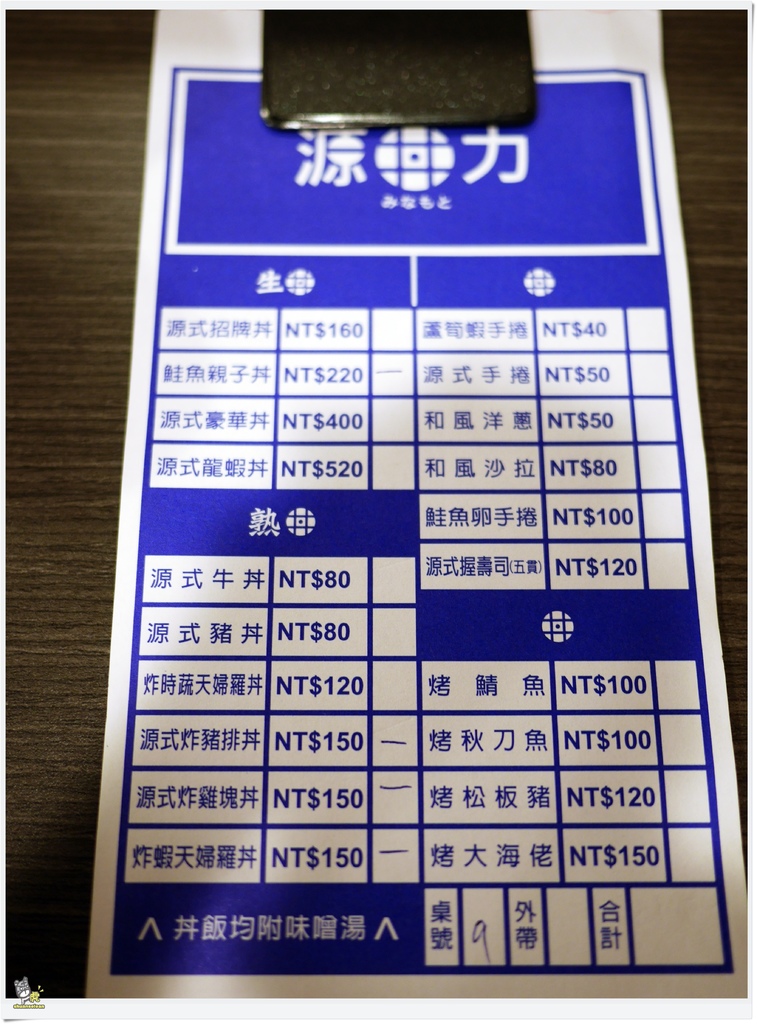 源 力
みなもと
生
源式招牌丼 NT$160
鮭魚親子丼 NT$220 一
源式豪華丼 NT$400
源式龍蝦丼 NT$520
熟
源式牛丼 NT$80
源式豬丼 NT$80
炸時蔬天婦羅丼 NT$120
源式炸豬排丼 NT$150 一
源式炸雞塊丼 NT$150 一
炸蝦天婦羅丼 NT$150 一
∧ 丼飯均附味噌湯 ∧
蘆筍蝦手捲 NT$40
源式手捲 NT$50
和風洋蔥 NT$50
和風沙拉 NT$80
鮭魚卵手捲 NT$100
源式握壽司(五貫) NT$120
烤鯖魚 NT$100
烤秋刀魚 NT$100
烤松板豬 NT$120
烤大海佬 NT$150
桌號 9 外帶 合計